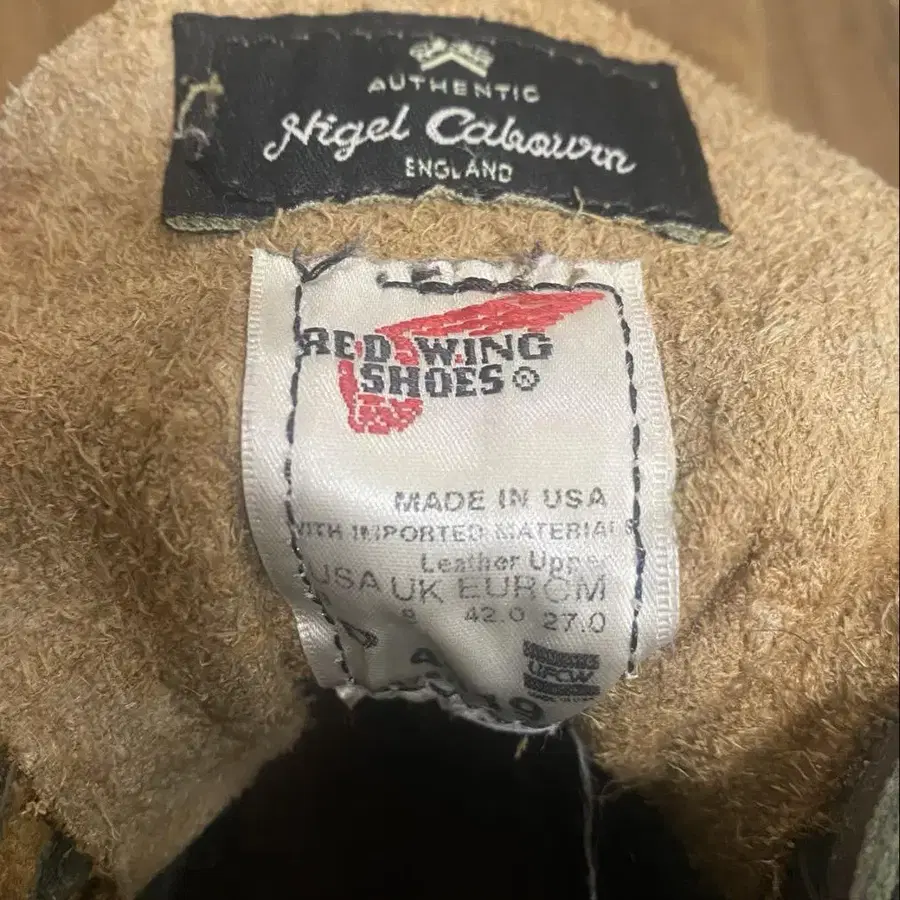 AUTHENTIC
Nigel Cabourn
ENGLAND
RED WING
SHOES ®
MADE IN USA
WITH IMPORTED MATERIALS
Leather Upper
USA UK EUR CM
8 42.0 27.0
UFCW